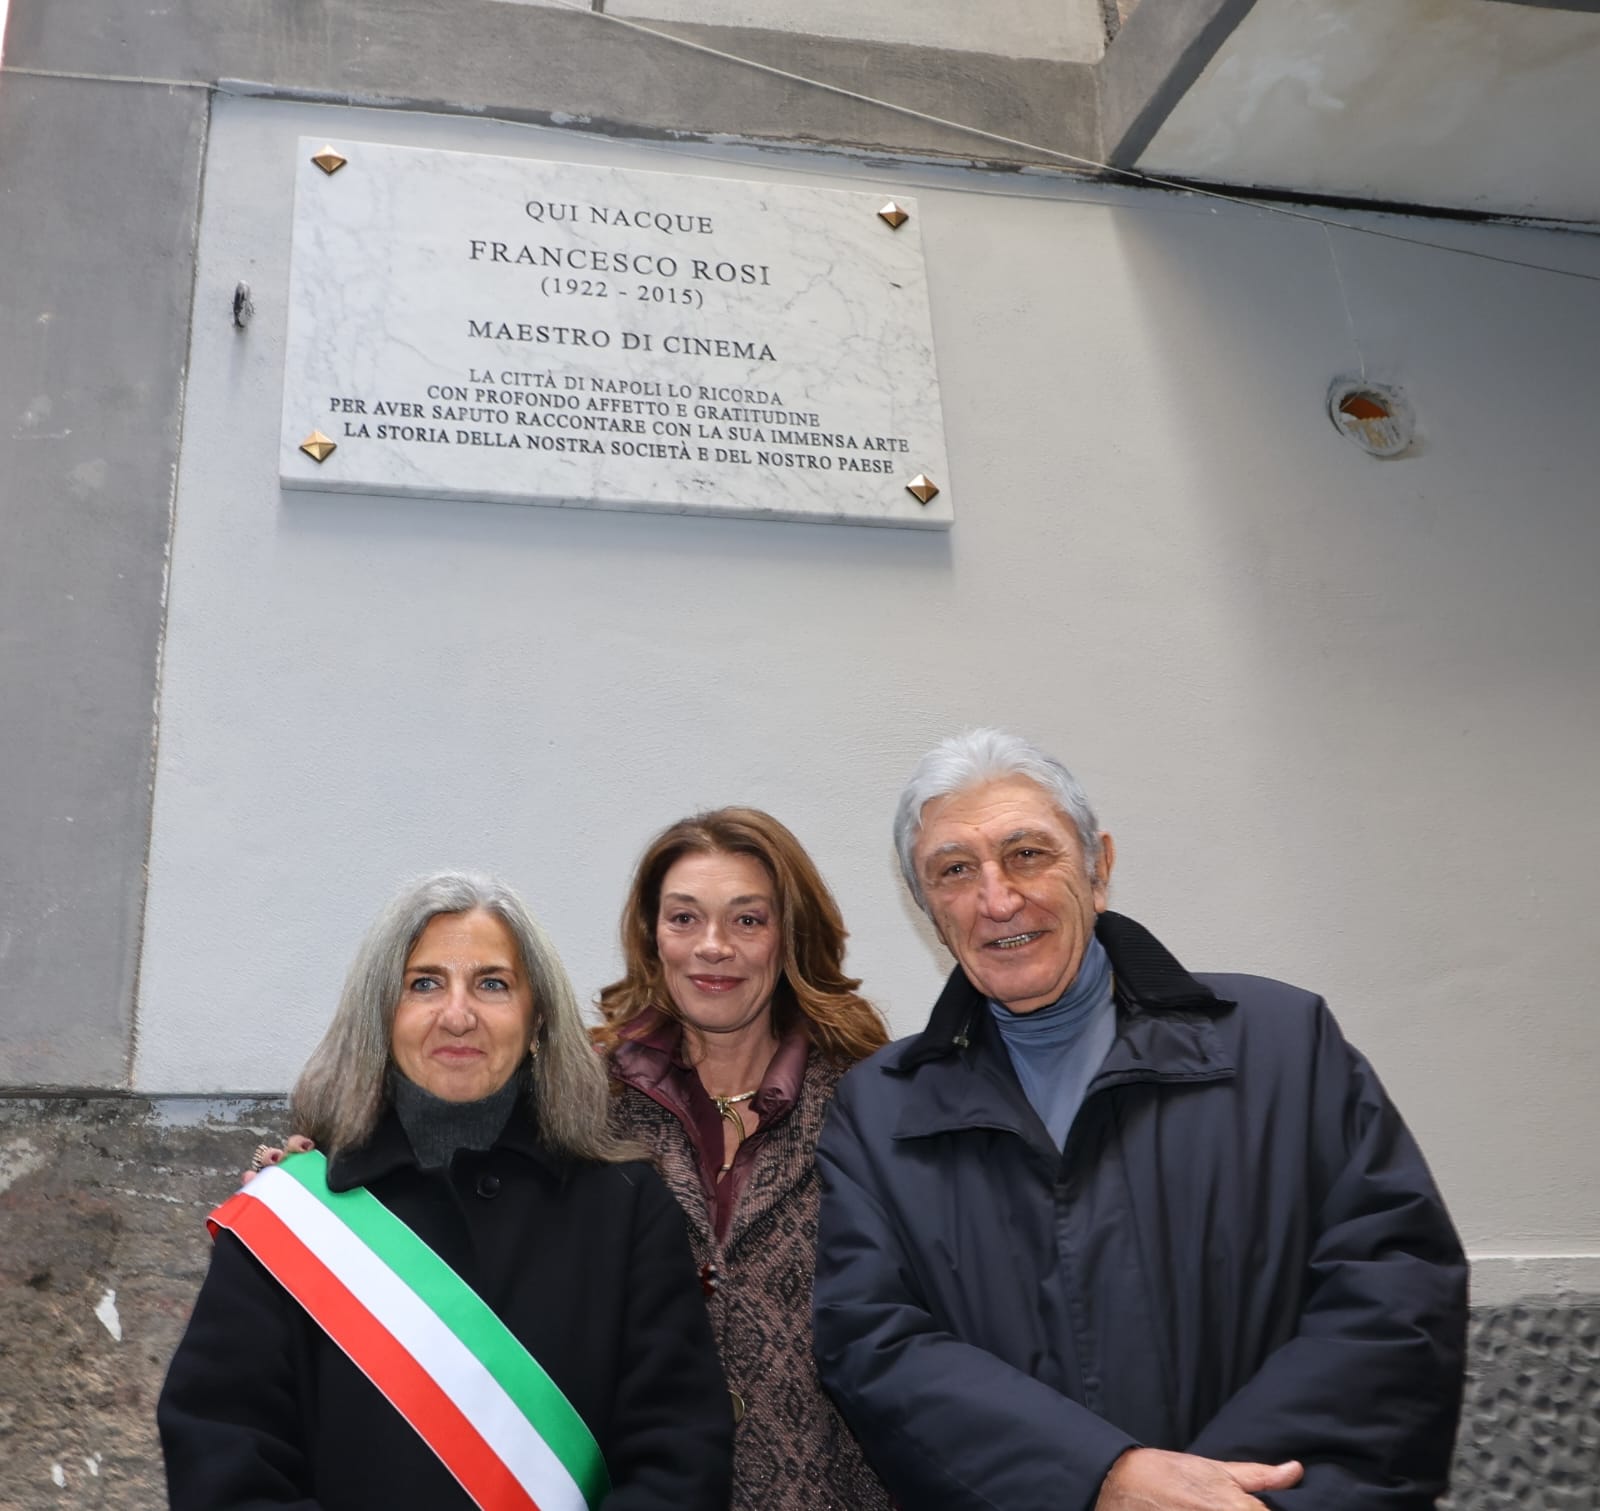 QUI NACQUE
FRANCESCO ROSI
(1922 - 2015)
MAESTRO DI CINEMA
LA CITTÀ DI NAPOLI LO RICORDA
CON PROFONDO AFFETTO E GRATITUDINE
PER AVER SAPUTO RACCONTARE CON LA SUA IMMENSA ARTE
LA STORIA DELLA NOSTRA SOCIETÀ E DEL NOSTRO PAESE